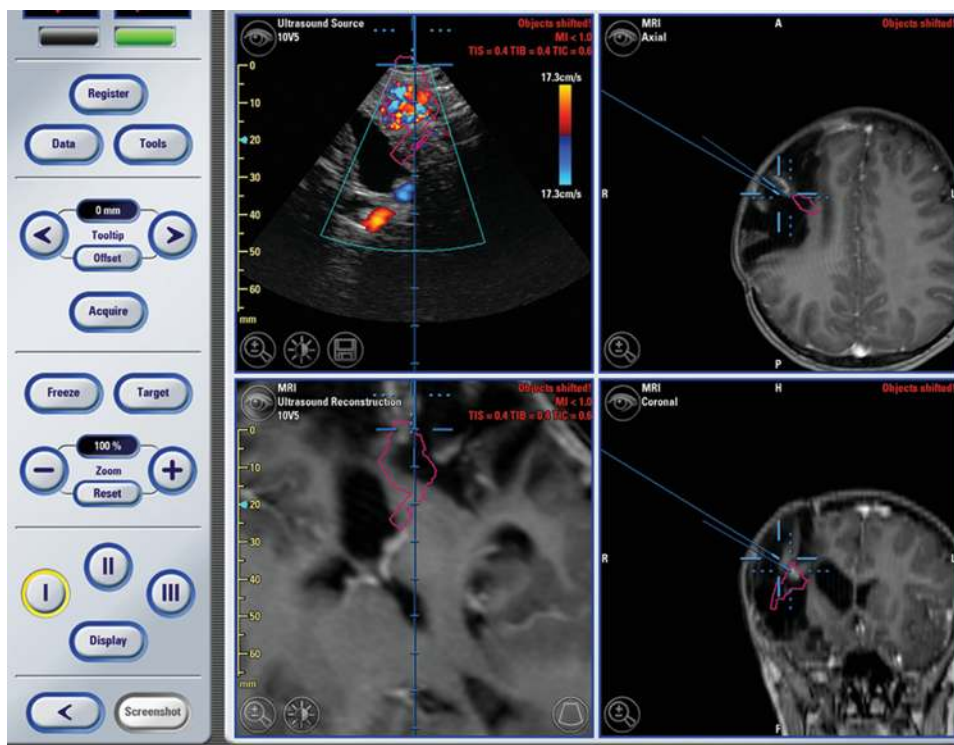 Register
Data
Tools
0 mm
<
Tooltip
>
Offset
Acquire
Freeze
Target
100 %
−
Zoom
+
Reset
II
I
III
Display
<
Screenshot
Ultrasound Source
10V5
Objects shifted!
MI < 1.0
TIS = 0.4 TIB = 0.4 TIC = 0.6
17.3cm/s
17.3cm/s
0
10
20
30
40
50
60
mm
MRI
Axial
A
Objects shifted!
R
L
P
MRI
Ultrasound Reconstruction
10V5
Objects shifted!
MI < 1.0
TIS = 0.4 TIB = 0.4 TIC = 0.6
0
10
20
30
40
50
60
mm
MRI
Coronal
H
Objects shifted!
R
L
F